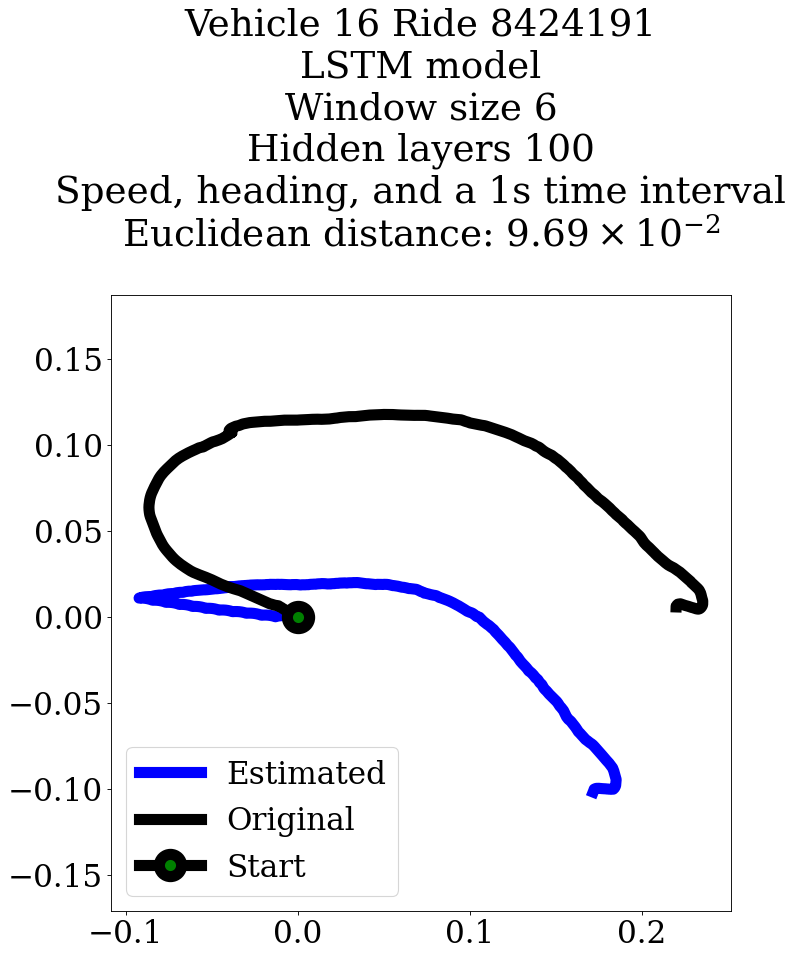 Vehicle 16 Ride 8424191
LSTM model
Window size 6
Hidden layers 100
Speed, heading, and a 1s time interval
Euclidean distance: 9.69 × 10⁻²
0.15
0.10
0.05
0.00
−0.05
−0.10
−0.15
Estimated
Original
Start
−0.1
0.0
0.1
0.2